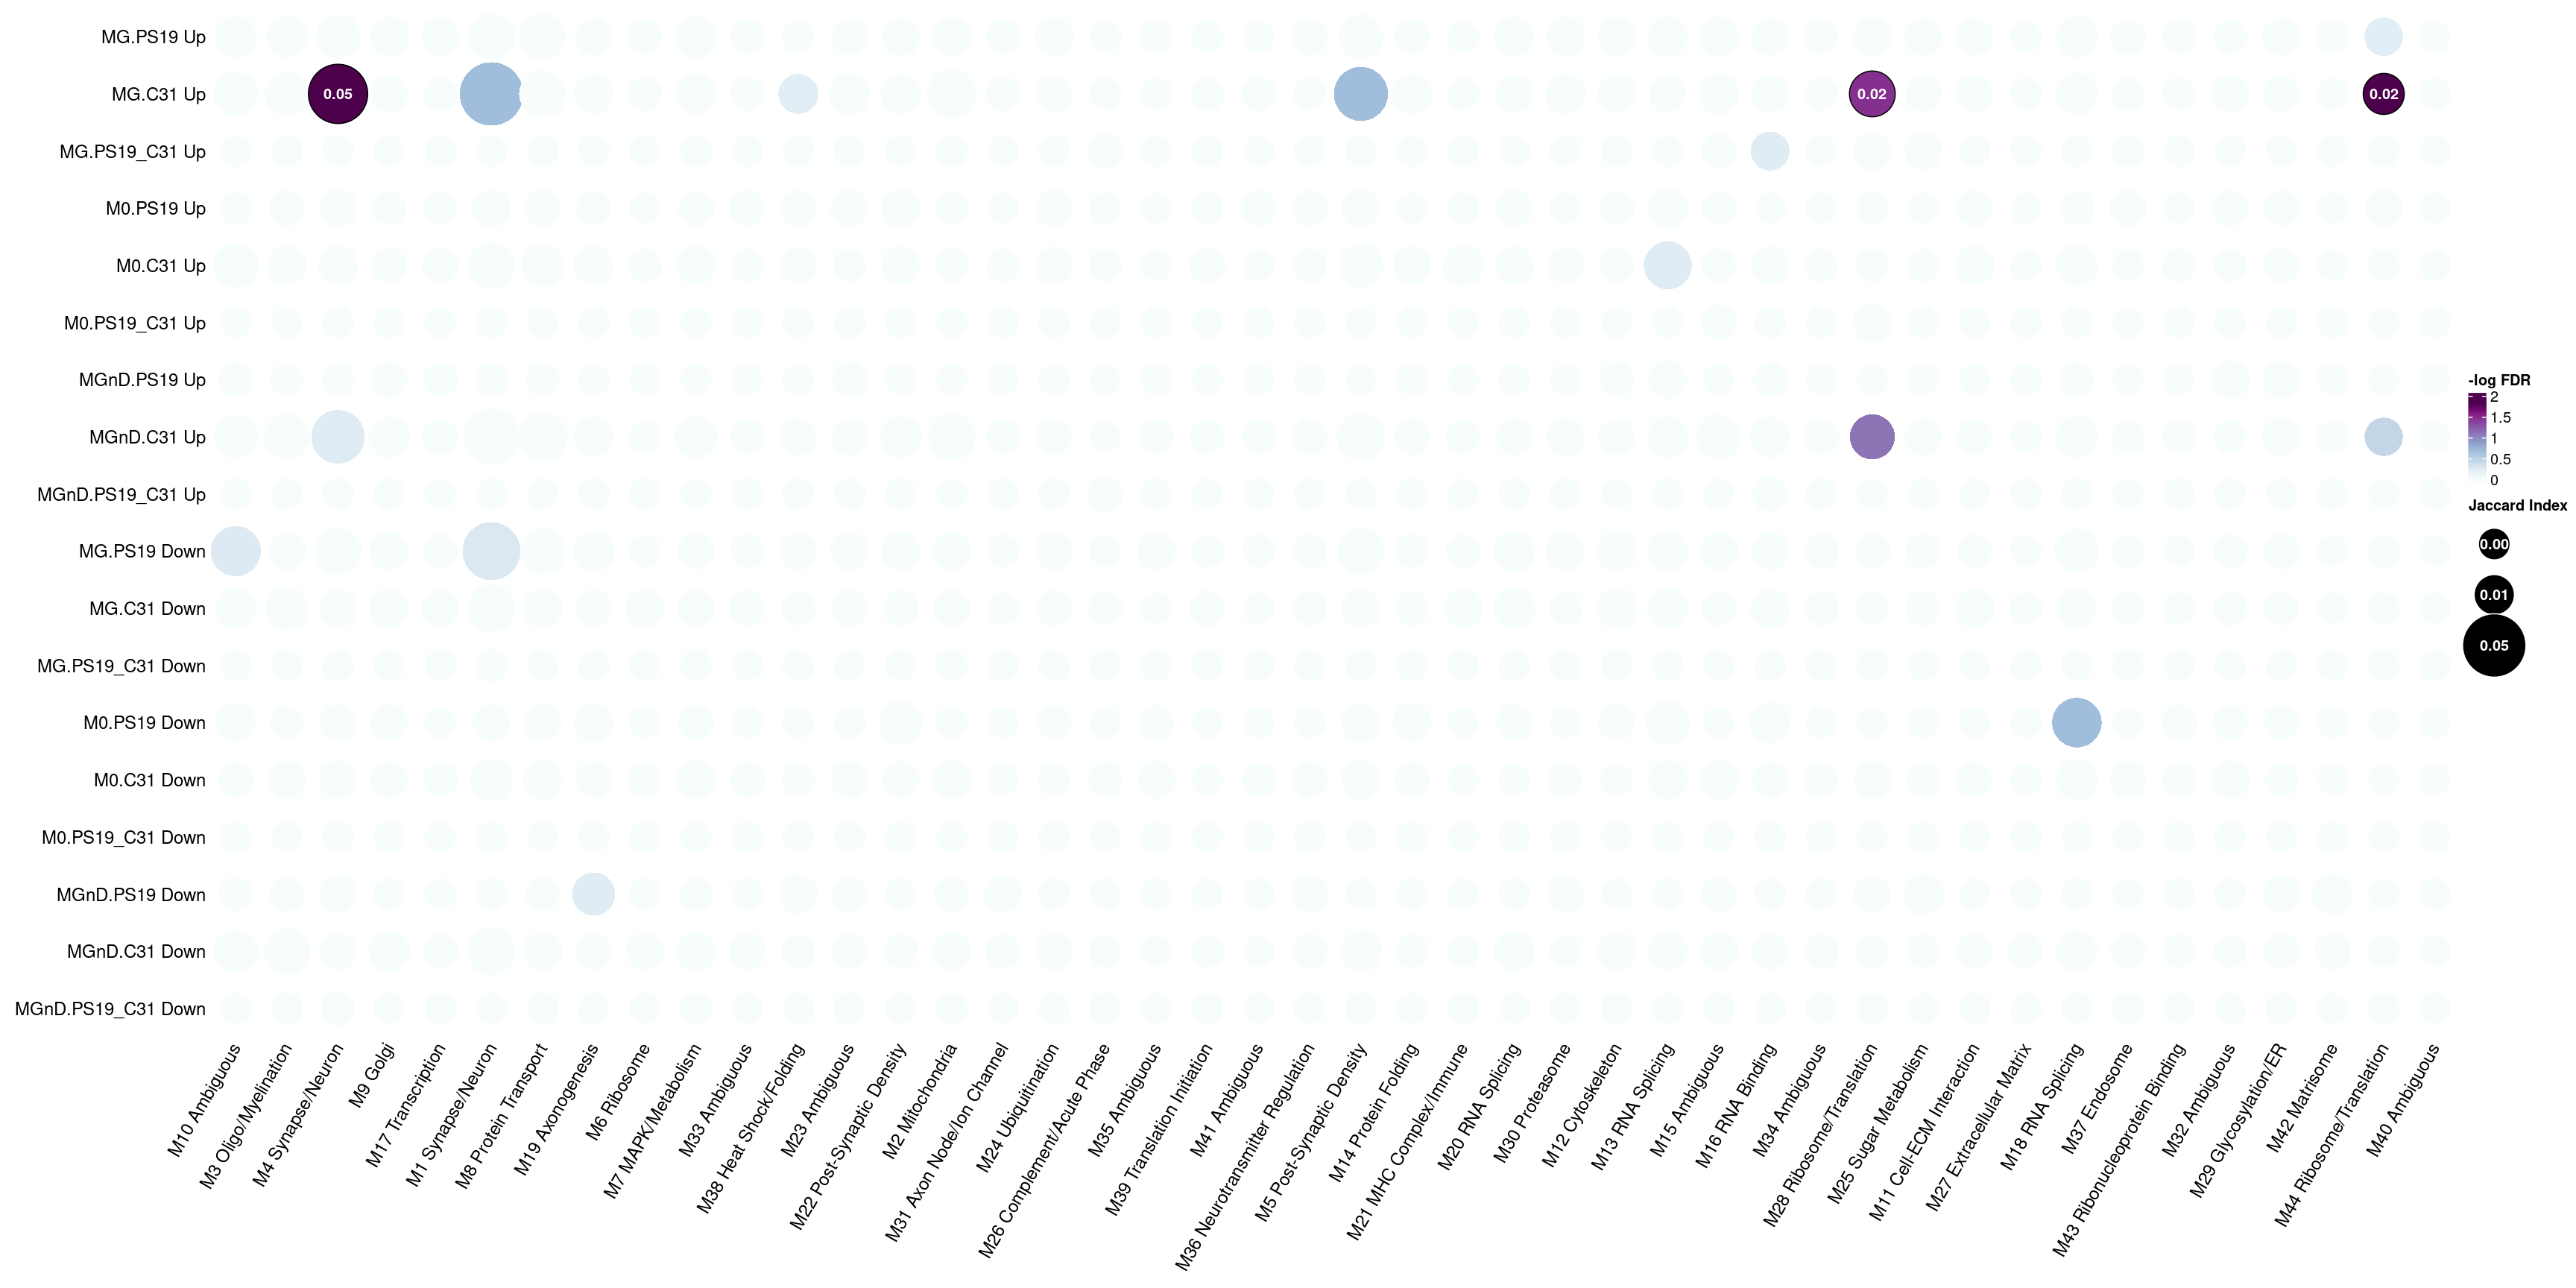 MG.PS19 Up
MG.C31 Up
0.05
0.02
0.02
MG.PS19_C31 Up
M0.PS19 Up
M0.C31 Up
M0.PS19_C31 Up
MGnD.PS19 Up
MGnD.C31 Up
MGnD.PS19_C31 Up
MG.PS19 Down
MG.C31 Down
MG.PS19_C31 Down
M0.PS19 Down
M0.C31 Down
M0.PS19_C31 Down
MGnD.PS19 Down
MGnD.C31 Down
MGnD.PS19_C31 Down
M10 Ambiguous
M3 Oligo/Myelination
M4 Synapse/Neuron
M9 Golgi
M17 Transcription
M1 Synapse/Neuron
M8 Protein Transport
M19 Axonogenesis
M6 Ribosome
M7 MAPK/Metabolism
M33 Ambiguous
M38 Heat Shock/Folding
M23 Ambiguous
M22 Post-Synaptic Density
M2 Mitochondria
M31 Axon Node/Ion Channel
M24 Ubiquitination
M26 Complement/Acute Phase
M35 Ambiguous
M39 Translation Initiation
M41 Ambiguous
M36 Neurotransmitter Regulation
M5 Post-Synaptic Density
M14 Protein Folding
M21 MHC Complex/Immune
M20 RNA Splicing
M30 Proteasome
M12 Cytoskeleton
M13 RNA Splicing
M15 Ambiguous
M16 RNA Binding
M34 Ambiguous
M28 Ribosome/Translation
M25 Sugar Metabolism
M11 Cell-ECM Interaction
M27 Extracellular Matrix
M18 RNA Splicing
M37 Endosome
M43 Ribonucleoprotein Binding
M32 Ambiguous
M29 Glycosylation/ER
M42 Matrisome
M44 Ribosome/Translation
M40 Ambiguous
-log FDR
2
1.5
1
0.5
0
Jaccard Index
0.00
0.01
0.05